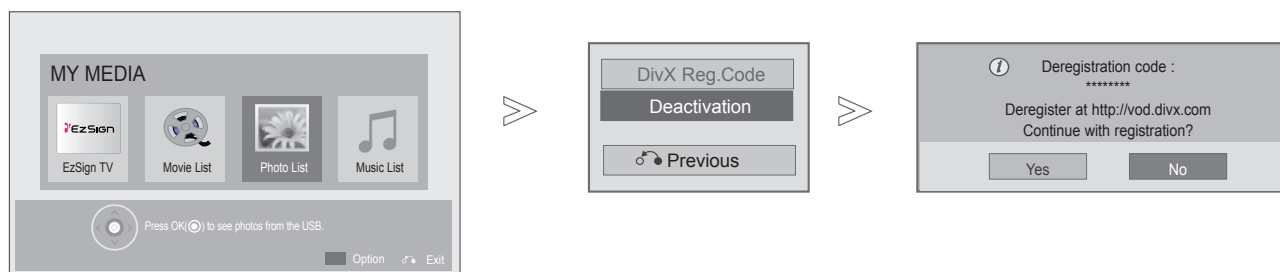 MY MEDIA
EzSign
EzSign TV
Movie List
Photo List
Music List
Press OK(◉) to see photos from the USB.
Option
Exit
DivX Reg.Code
Deactivation
Previous
Deregistration code :
********
Deregister at http://vod.divx.com
Continue with registration?
Yes
No